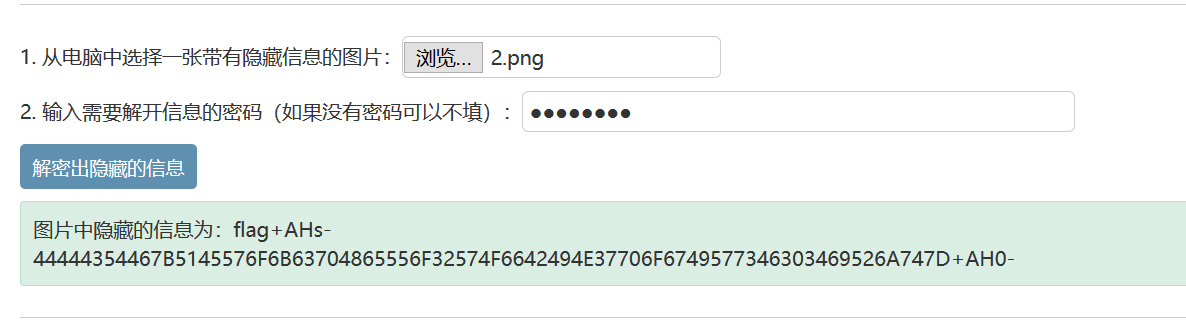 1. 从电脑中选择一张带有隐藏信息的图片： 浏览... 2.png
2. 输入需要解开信息的密码（如果没有密码可以不填）： ●●●●●●●●
解密出隐藏的信息
图片中隐藏的信息为：flag+AHs-
44444354467B5145576F6B63704865556F32574F6642494E37706F6749577346303469526A747D+AH0-